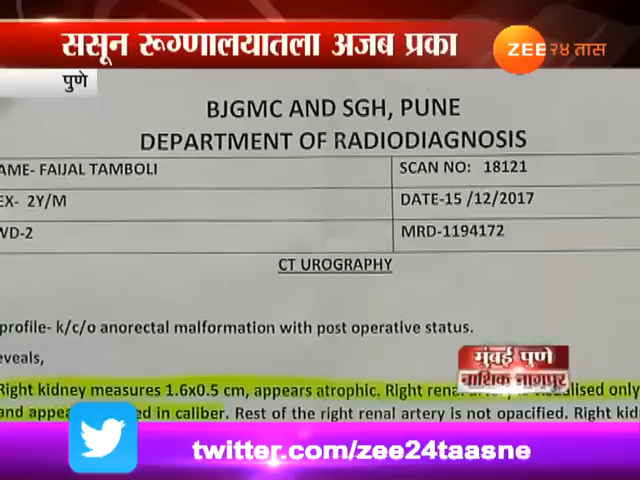 ससून रूग्णालयातला अजब प्रका
ZEE २४ तास
पुणे
BJGMC AND SGH, PUNE
DEPARTMENT OF RADIODIAGNOSIS
AME- FAIJAL TAMBOLI
SCAN NO: 18121
EX- 2Y/M
DATE-15 /12/2017
WD-2
MRD-1194172
CT UROGRAPHY
profile- k/c/o anorectal malformation with post operative status.
eveals,
मुंबई पुणे
नाशिक नागपूर
Right kidney measures 1.6x0.5 cm, appears atrophic. Right rena only
and appea in caliber. Rest of the right renal artery is not opacified. Right kid
twitter.com/zee24taasne